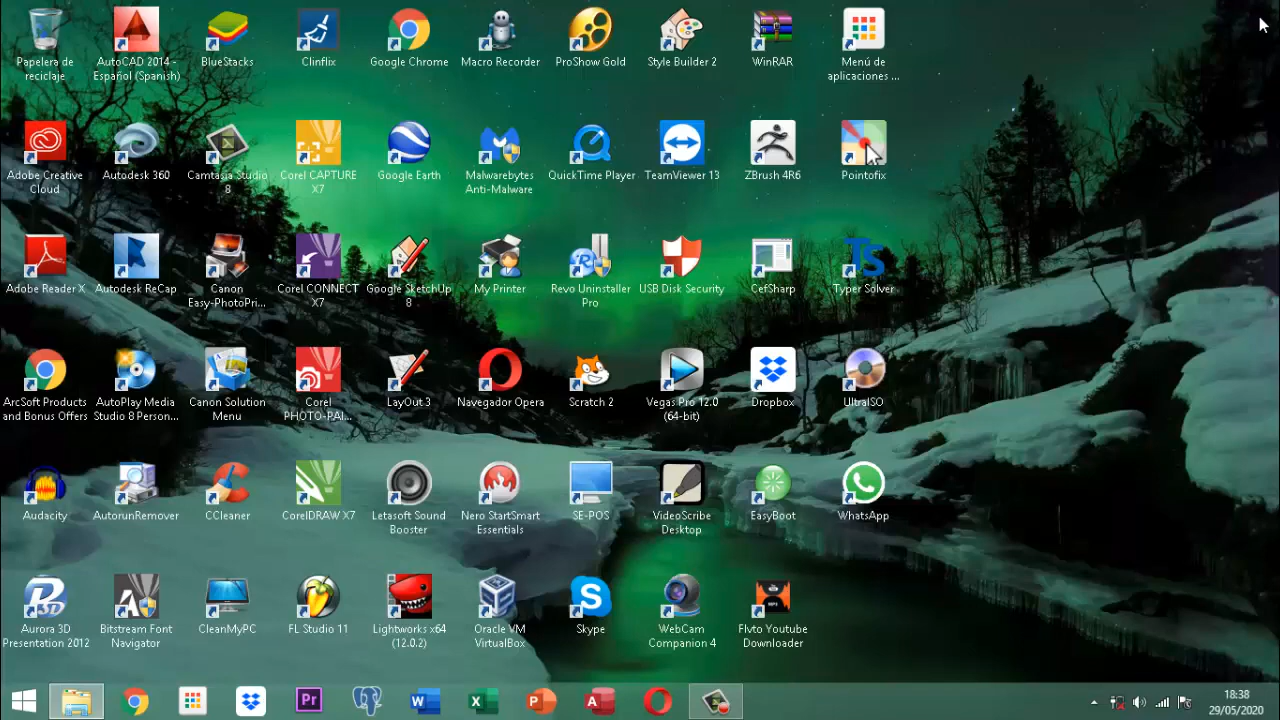 Papelera de
reciclaje
AutoCAD 2014 -
Español (Spanish)
BlueStacks
Clinflix
Google Chrome
Macro Recorder
ProShow Gold
Style Builder 2
WinRAR
Menú de
aplicaciones ...
Adobe Creative
Cloud
Autodesk 360
Camtasia Studio
8
Corel CAPTURE
X7
Google Earth
Malwarebytes
Anti-Malware
QuickTime Player
TeamViewer 13
ZBrush 4R6
Pointofix
Adobe Reader X
Autodesk ReCap
Canon
Easy-PhotoPri...
Corel CONNECT
X7
Google SketchUp
8
My Printer
Revo Uninstaller
Pro
USB Disk Security
CefSharp
TS
Typer Solver
ArcSoft Products
and Bonus Offers
AutoPlay Media
Studio 8 Person...
Canon Solution
Menu
Corel
PHOTO-PAI...
LayOut 3
Navegador Opera
Scratch 2
Vegas Pro 12.0
(64-bit)
Dropbox
UltraISO
Audacity
AutorunRemover
CCleaner
CorelDRAW X7
Letasoft Sound
Booster
Nero StartSmart
Essentials
SE-POS
VideoScribe
Desktop
EasyBoot
WhatsApp
Aurora 3D
Presentation 2012
Bitstream Font
Navigator
CleanMyPC
FL Studio 11
Lightworks x64
(12.0.2)
Oracle VM
VirtualBox
Skype
WebCam
Companion 4
Flvto Youtube
Downloader
Pr
W
X
P
A
18:38
29/05/2020